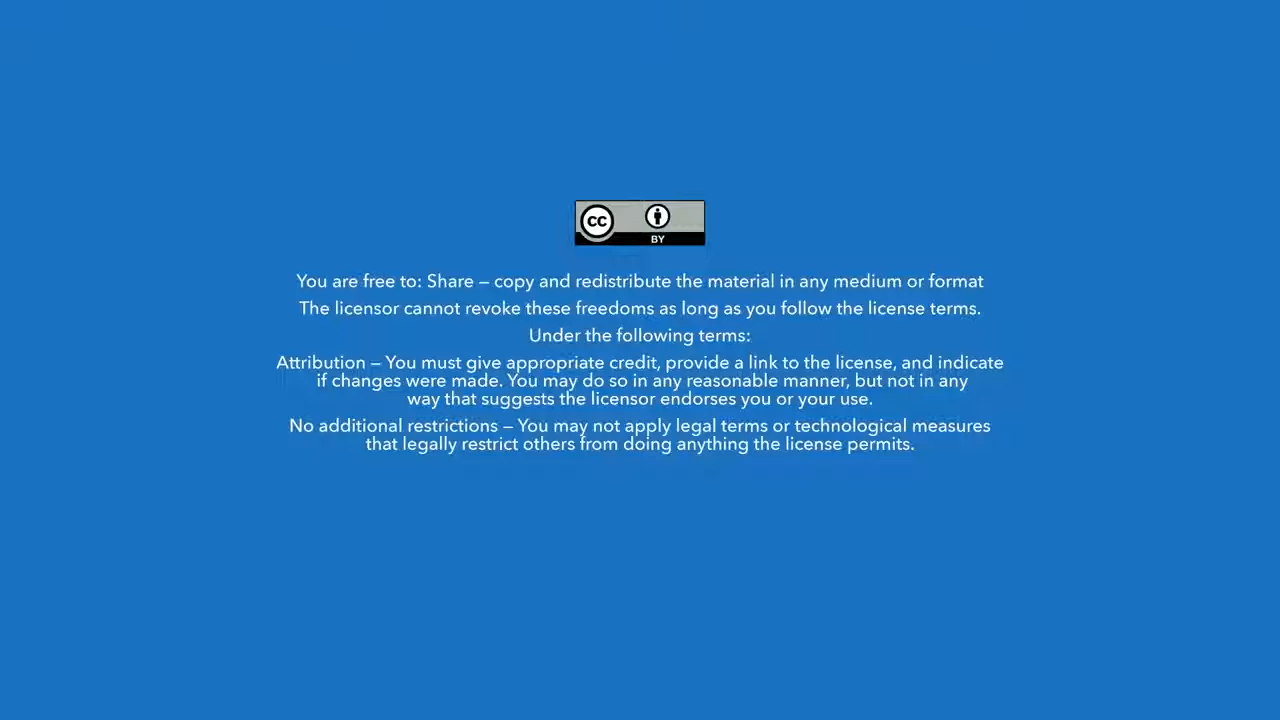 CC
BY
You are free to: Share – copy and redistribute the material in any medium or format
The licensor cannot revoke these freedoms as long as you follow the license terms.
Under the following terms:
Attribution – You must give appropriate credit, provide a link to the license, and indicate
if changes were made. You may do so in any reasonable manner, but not in any
way that suggests the licensor endorses you or your use.
No additional restrictions – You may not apply legal terms or technological measures
that legally restrict others from doing anything the license permits.